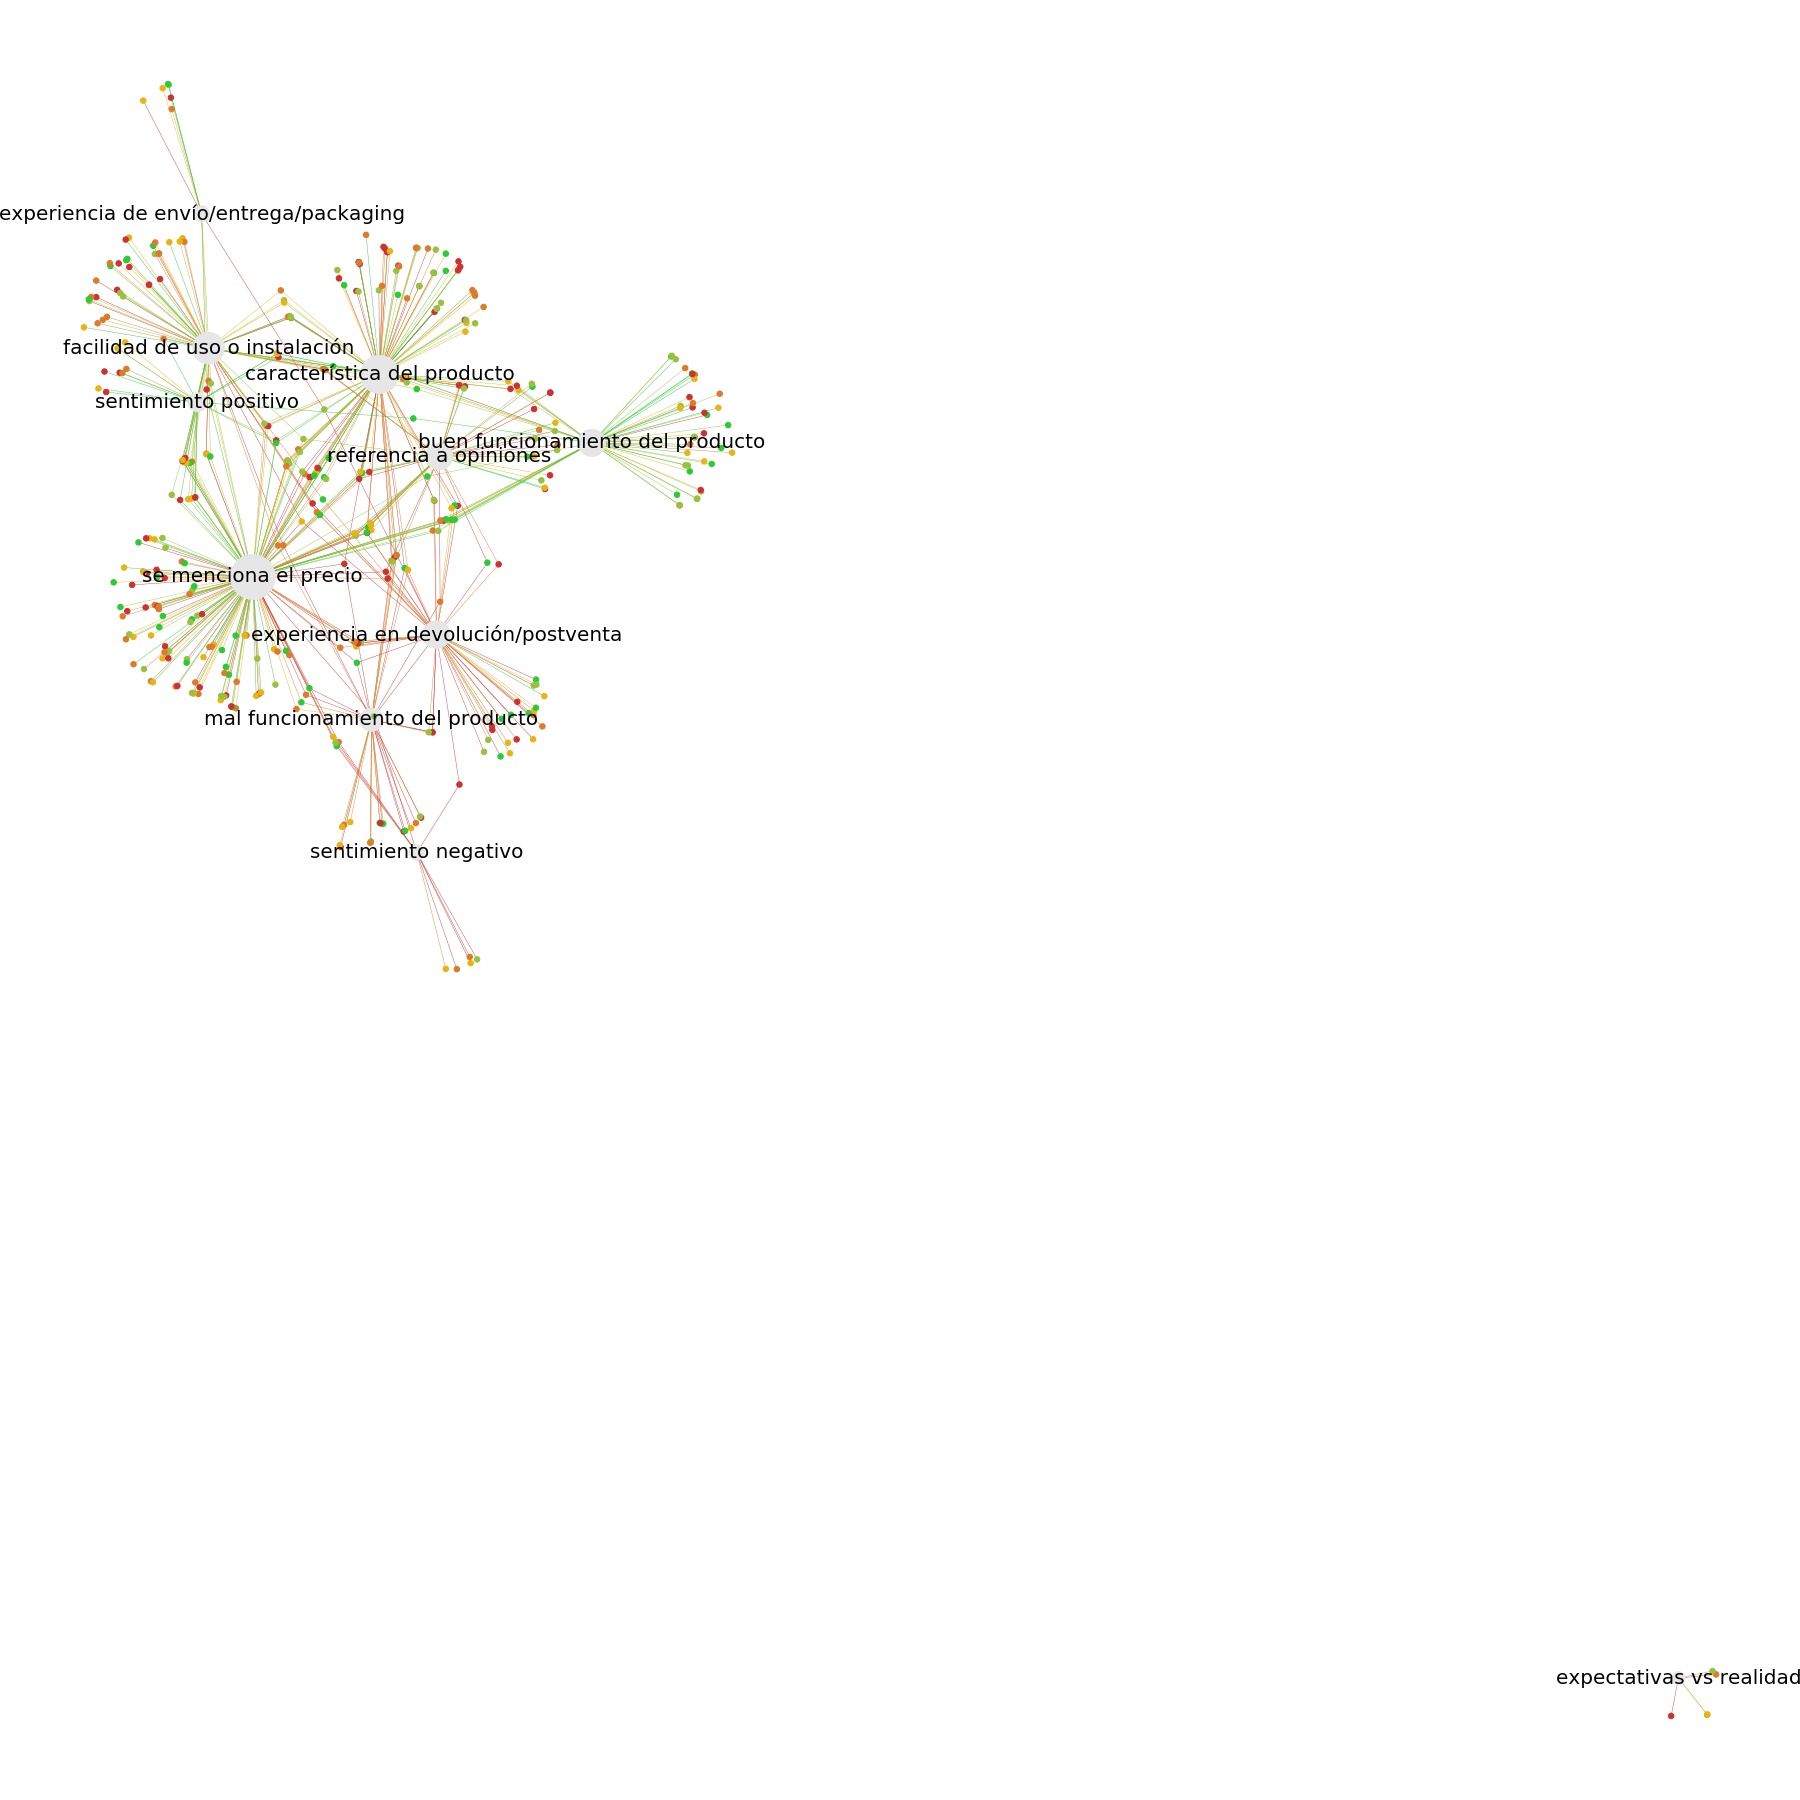 experiencia de envío/entrega/packaging
facilidad de uso o instalación
característica del producto
sentimiento positivo
buen funcionamiento del producto
referencia a opiniones
se menciona el precio
experiencia en devolución/postventa
mal funcionamiento del producto
sentimiento negativo
expectativas vs realidad